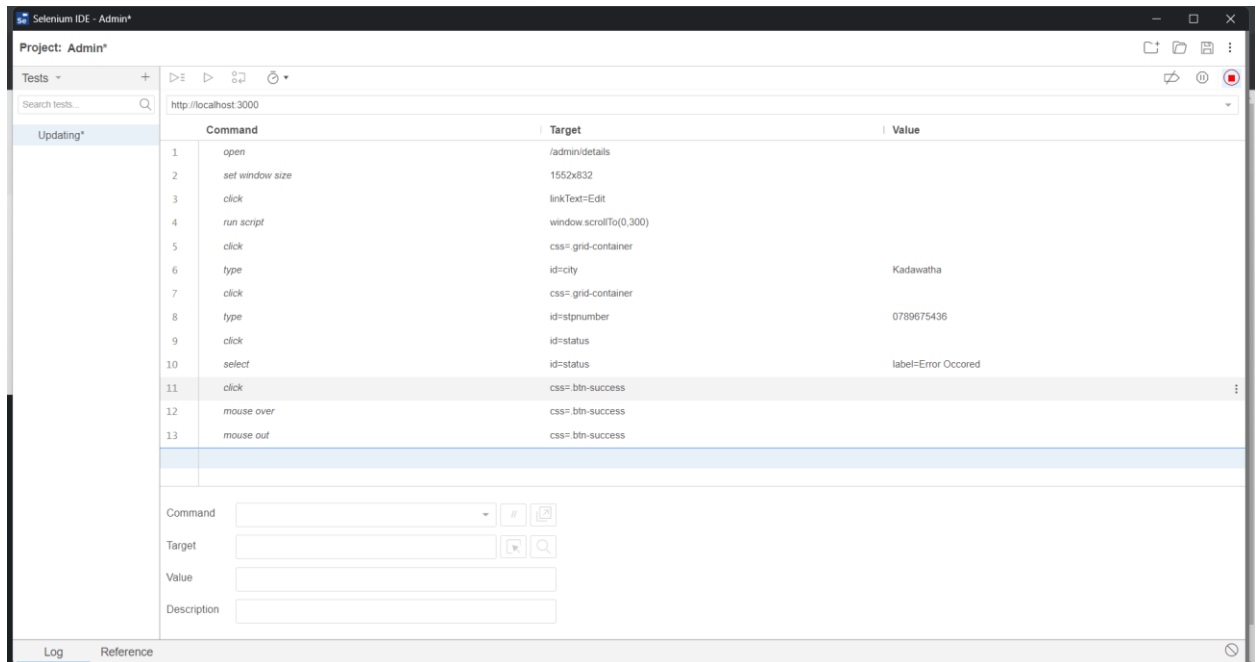 Selenium IDE - Admin*
Project: Admin*
Tests
Search tests...
http://localhost:3000
Updating*
Command Target Value
1 open /admin/details
2 set window size 1552x832
3 click linkText=Edit
4 run script window.scrollTo(0,300)
5 click css=.grid-container
6 type id=city Kadawatha
7 click css=.grid-container
8 type id=stpnumber 0789675436
9 click id=status
10 select id=status label=Error Occored
11 click css=.btn-success
12 mouse over css=.btn-success
13 mouse out css=.btn-success
Command //
Target
Value
Description
Log Reference